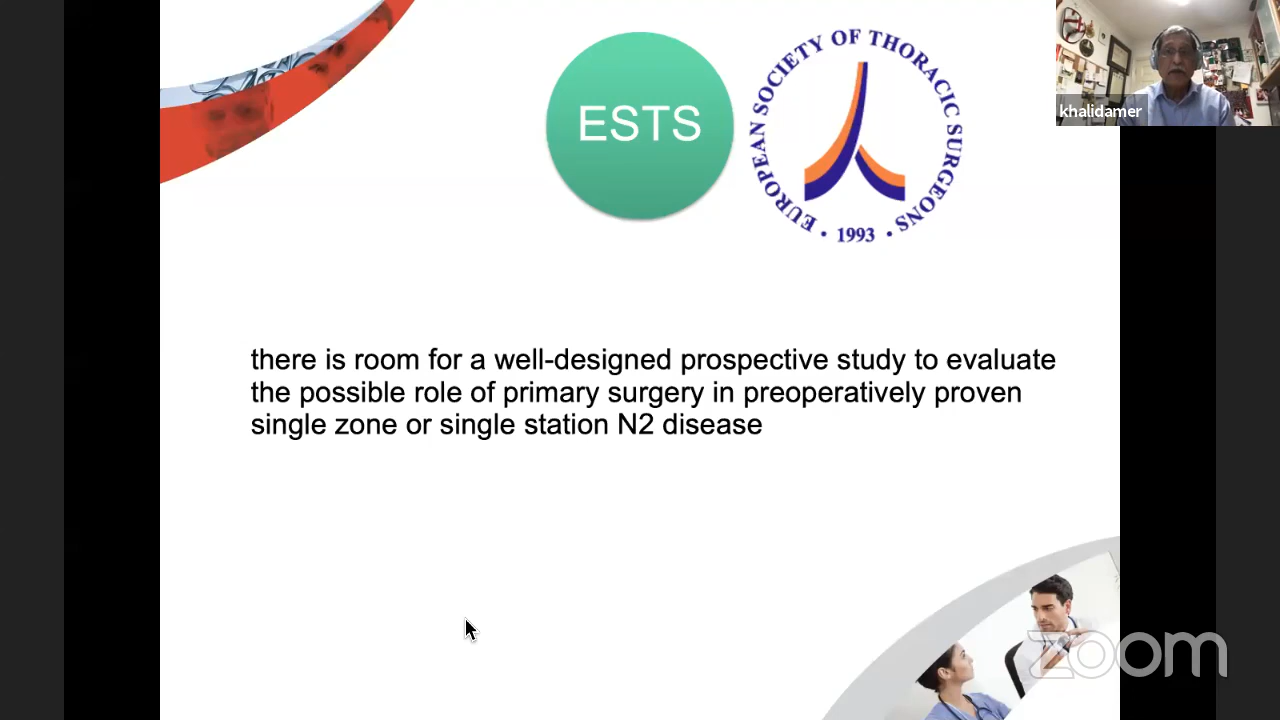 ESTS
EUROPEAN SOCIETY OF THORACIC SURGEONS
• 1993 •
khalidamer
there is room for a well-designed prospective study to evaluate
the possible role of primary surgery in preoperatively proven
single zone or single station N2 disease
zoom